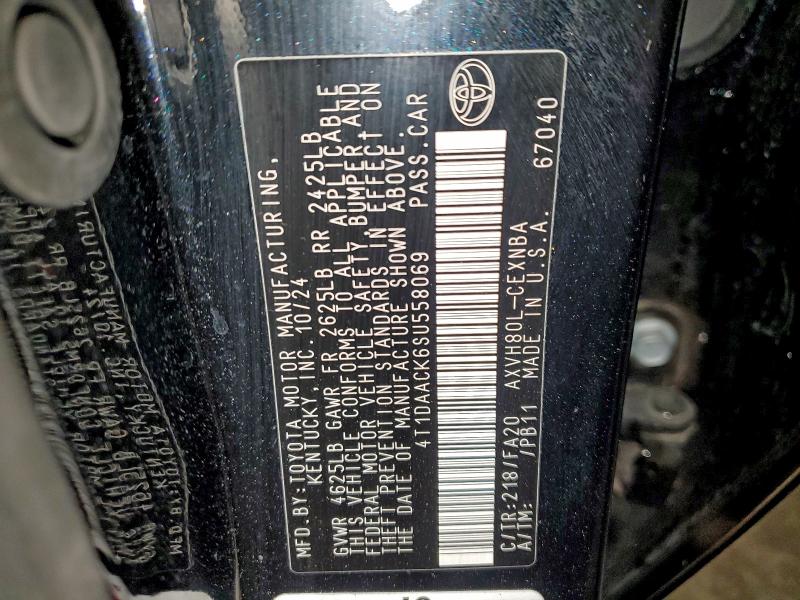 MFD.BY:TOYOTA MOTOR MANUFACTURING,
KENTUCKY, INC. 10/24
GVWR 4625LB GAWR FR 2625LB RR 2425LB
THIS VEHICLE CONFORMS TO ALL APPLICABLE
FEDERAL MOTOR VEHICLE SAFETY, BUMPER, AND
THEFT PREVENTION STANDARDS IN EFFECT ON
THE DATE OF MANUFACTURE SHOWN ABOVE.
4T1DAACK6SU558069 PASS.CAR
C/TR:218/FA20 AXVH80L-CEXNBA
A/TM: /PB11 MADE IN U.S.A. 67040